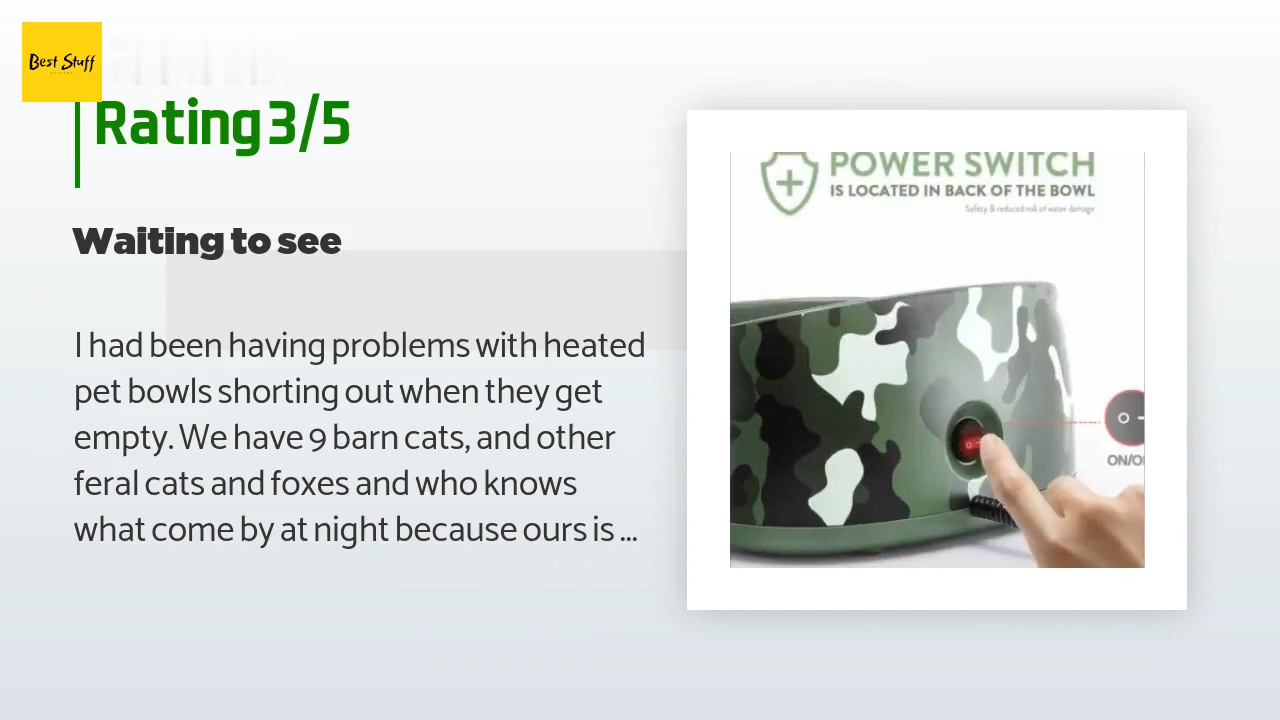 Best Stuff
Rating 3/5
Waiting to see
I had been having problems with heated
pet bowls shorting out when they get
empty. We have 9 barn cats, and other
feral cats and foxes and who knows
what come by at night because ours is ...
POWER SWITCH
IS LOCATED IN BACK OF THE BOWL
Safety & reduced risk of water damage
ON/O